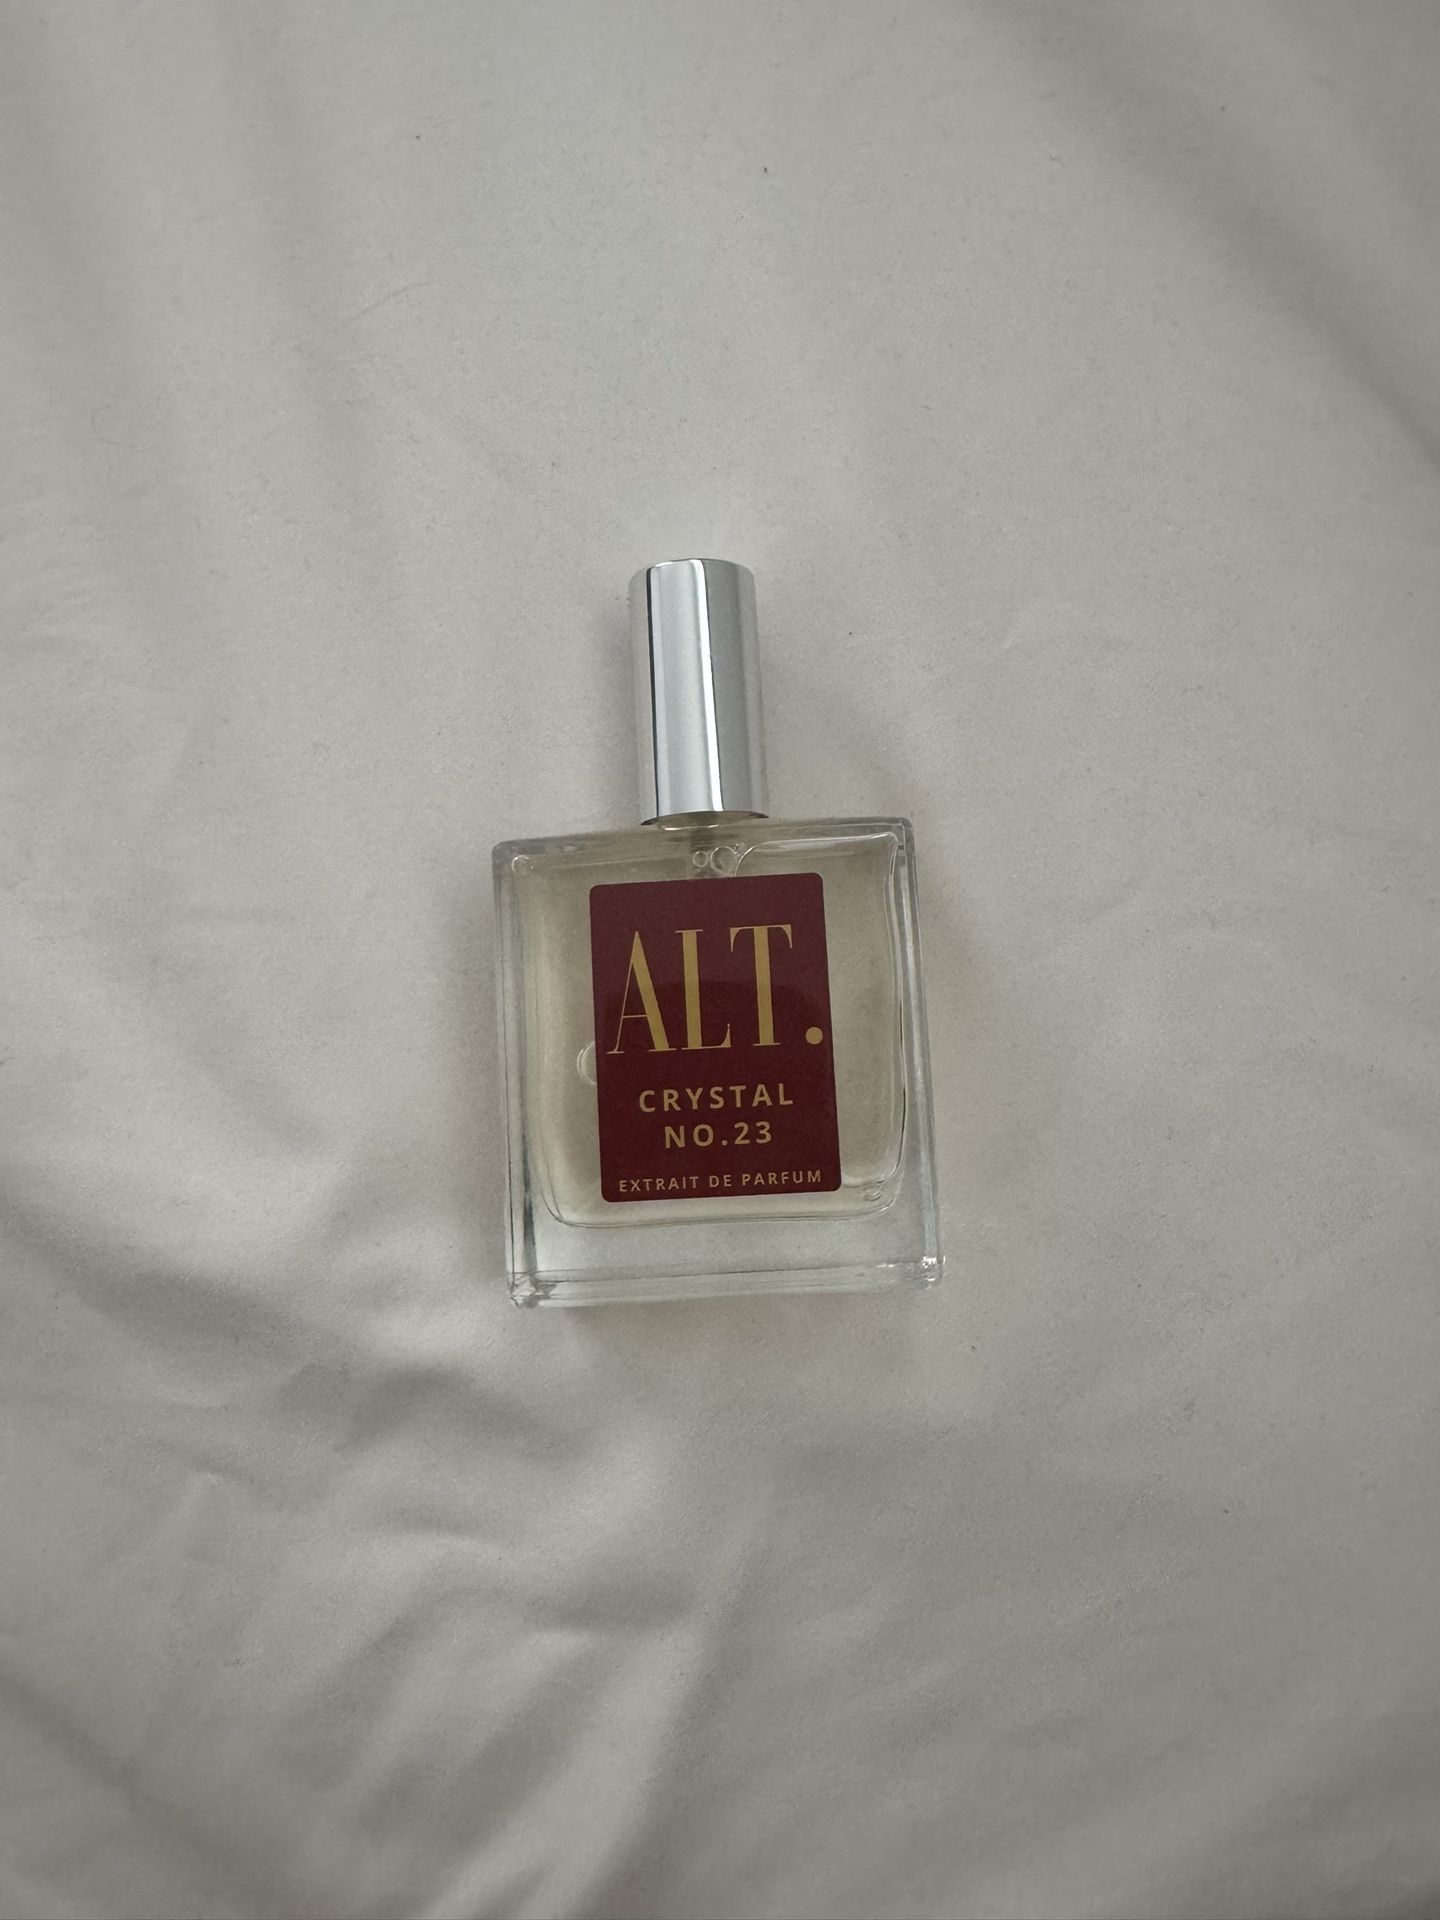 ALT.
CRYSTAL
NO.23
EXTRAIT DE PARFUM